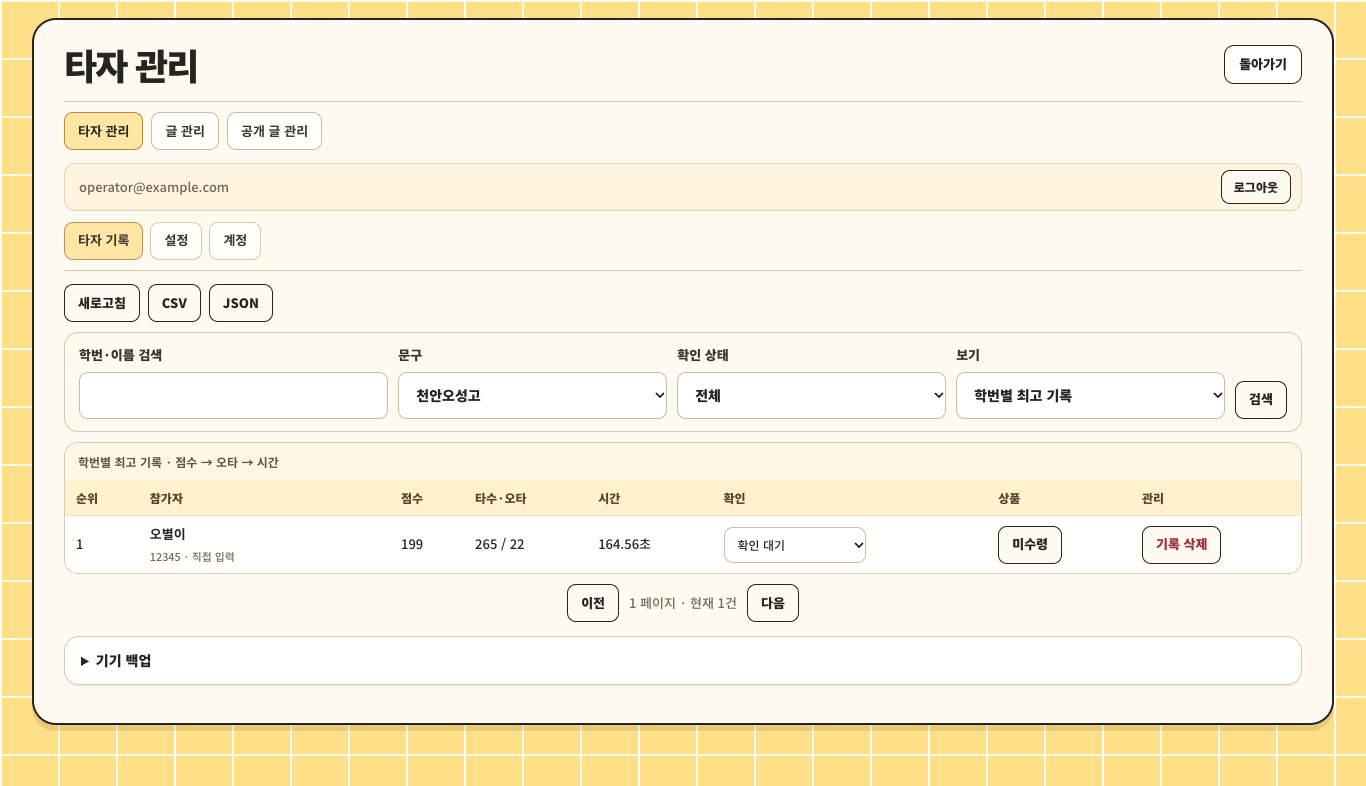 타자 관리
돌아가기
타자 관리 글 관리 공개 글 관리
operator@example.com 로그아웃
타자 기록 설정 계정
새로고침 CSV JSON
학번·이름 검색 문구 확인 상태 보기
천안오성고 전체 학번별 최고 기록 검색
학번별 최고 기록 · 점수 → 오타 → 시간
순위 참가자 점수 타수·오타 시간 확인 상품 관리
1 오별이 199 265 / 22 164.56초 확인 대기 미수령 기록 삭제
12345 · 직접 입력
이전 1 페이지 · 현재 1건 다음
▶ 기기 백업